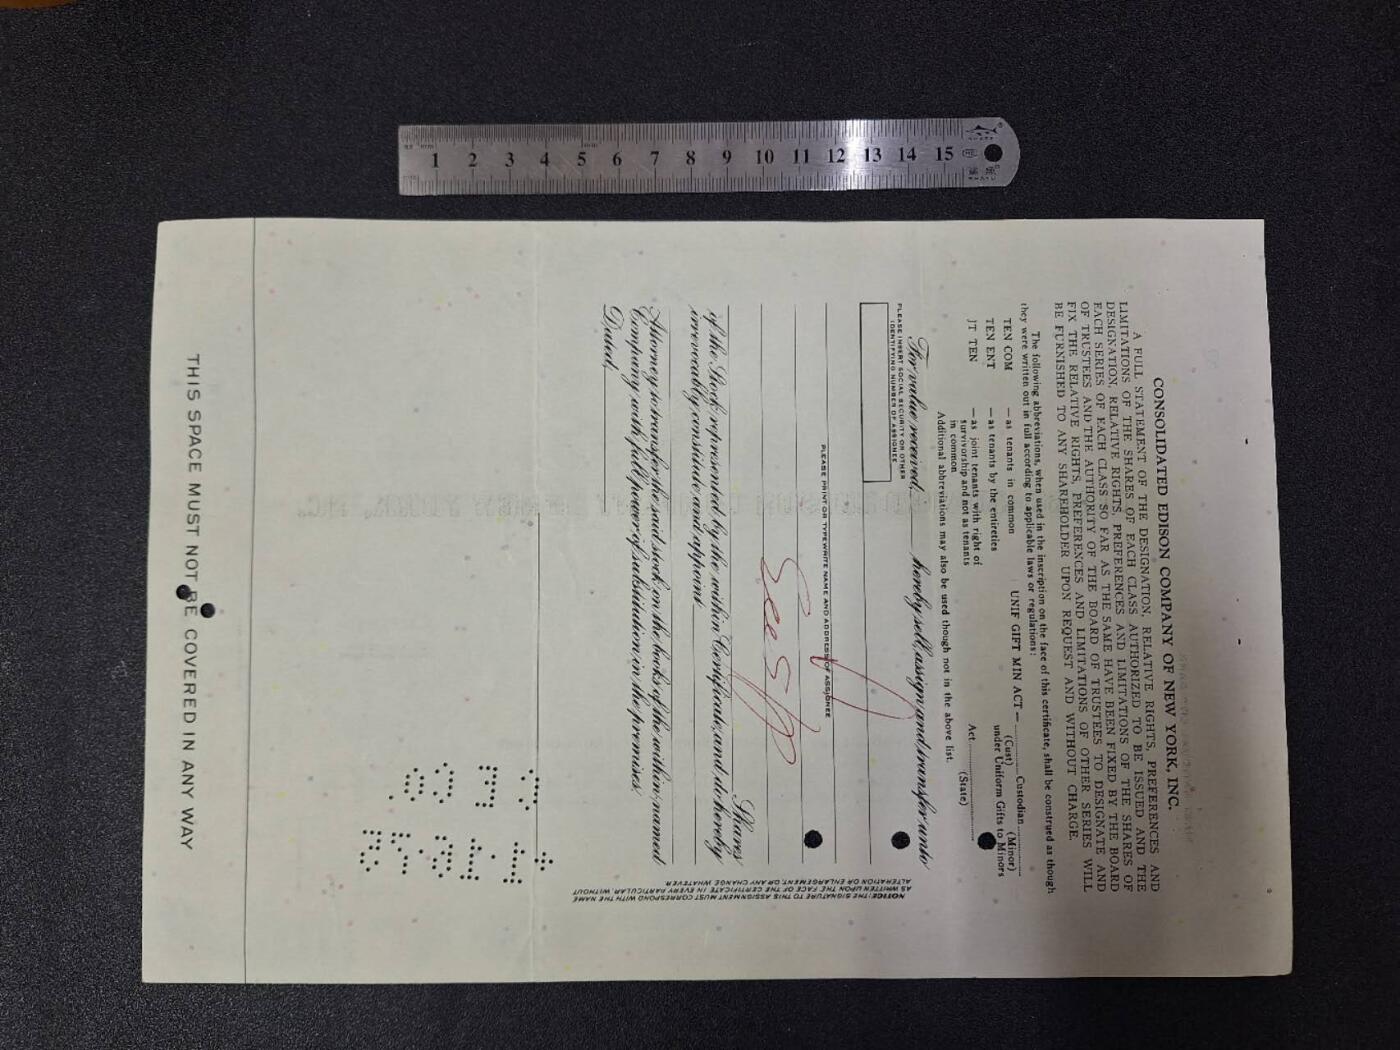 1 2 3 4 5 6 7 8 9 10 11 12 13 14 15
CONSOLIDATED EDISON COMPANY OF NEW YORK, INC.
A FULL STATEMENT OF THE DESIGNATION, RELATIVE RIGHTS, PREFERENCES AND
LIMITATIONS OF THE SHARES OF EACH CLASS AUTHORIZED TO BE ISSUED AND THE
DESIGNATION, RELATIVE RIGHTS, PREFERENCES AND LIMITATIONS OF THE SHARES OF
EACH SERIES OF EACH CLASS SO FAR AS THE SAME HAVE BEEN FIXED BY THE BOARD
OF TRUSTEES AND THE AUTHORITY OF THE BOARD OF TRUSTEES TO DESIGNATE AND
FIX THE RELATIVE RIGHTS, PREFERENCES AND LIMITATIONS OF OTHER SERIES WILL
BE FURNISHED TO ANY SHAREHOLDER UPON REQUEST AND WITHOUT CHARGE.
The following abbreviations, when used in the inscription on the face of this certificate, shall be construed as though
they were written out in full according to applicable laws or regulations:
TEN COM — as tenants in common
TEN ENT — as tenants by the entireties
JT TEN — as joint tenants with right of
survivorship and not as tenants
in common
UNIF GIFT MIN ACT — Custodian
(Cust) (Minor)
under Uniform Gifts to Minors
Act
(State)
Additional abbreviations may also be used though not in the above list.
For value received, hereby sell, assign and transfer unto
PLEASE INSERT SOCIAL SECURITY OR OTHER
IDENTIFYING NUMBER OF ASSIGNEE
PLEASE PRINT OR TYPEWRITE NAME AND ADDRESS OF ASSIGNEE
See
Shares
of the Stock represented by the within Certificate, and do hereby
irrevocably constitute and appoint
Attorney to transfer the said stock on the books of the within-named
Company with full power of substitution in the premises.
Dated,
NOTICE: THE SIGNATURE TO THIS ASSIGNMENT MUST CORRESPOND WITH THE NAME
AS WRITTEN UPON THE FACE OF THE CERTIFICATE IN EVERY PARTICULAR, WITHOUT
ALTERATION OR ENLARGEMENT, OR ANY CHANGE WHATEVER.
THIS SPACE MUST NOT BE COVERED IN ANY WAY